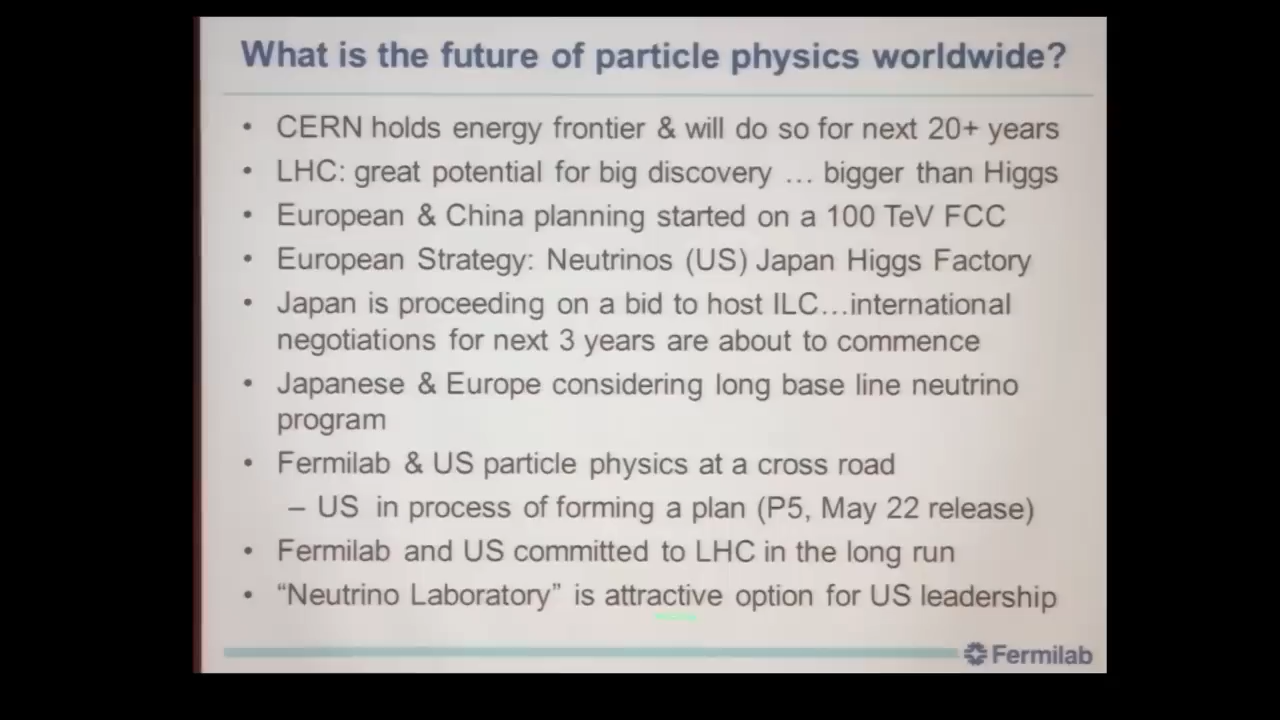 What is the future of particle physics worldwide?
• CERN holds energy frontier & will do so for next 20+ years
• LHC: great potential for big discovery … bigger than Higgs
• European & China planning started on a 100 TeV FCC
• European Strategy: Neutrinos (US) Japan Higgs Factory
• Japan is proceeding on a bid to host ILC…international
negotiations for next 3 years are about to commence
• Japanese & Europe considering long base line neutrino
program
• Fermilab & US particle physics at a cross road
– US in process of forming a plan (P5, May 22 release)
• Fermilab and US committed to LHC in the long run
• “Neutrino Laboratory” is attractive option for US leadership
Fermilab